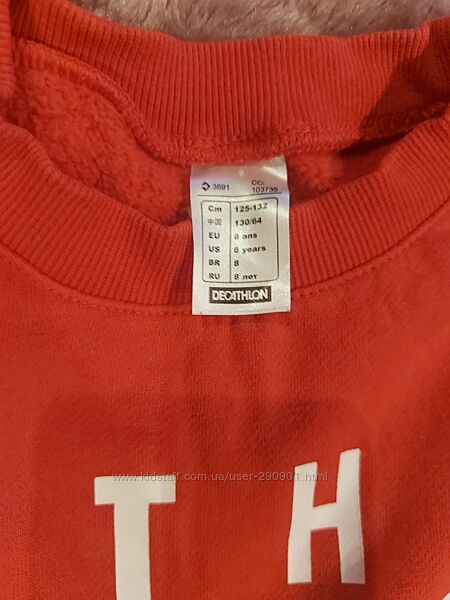 3691 CC:
103735
Cm 125-132
中国 130/64
EU 8 ans
US 8 years
BR 8
RU 8 лет
DECATHLON
www.kidstaff.com.ua/user-290901.html
T H